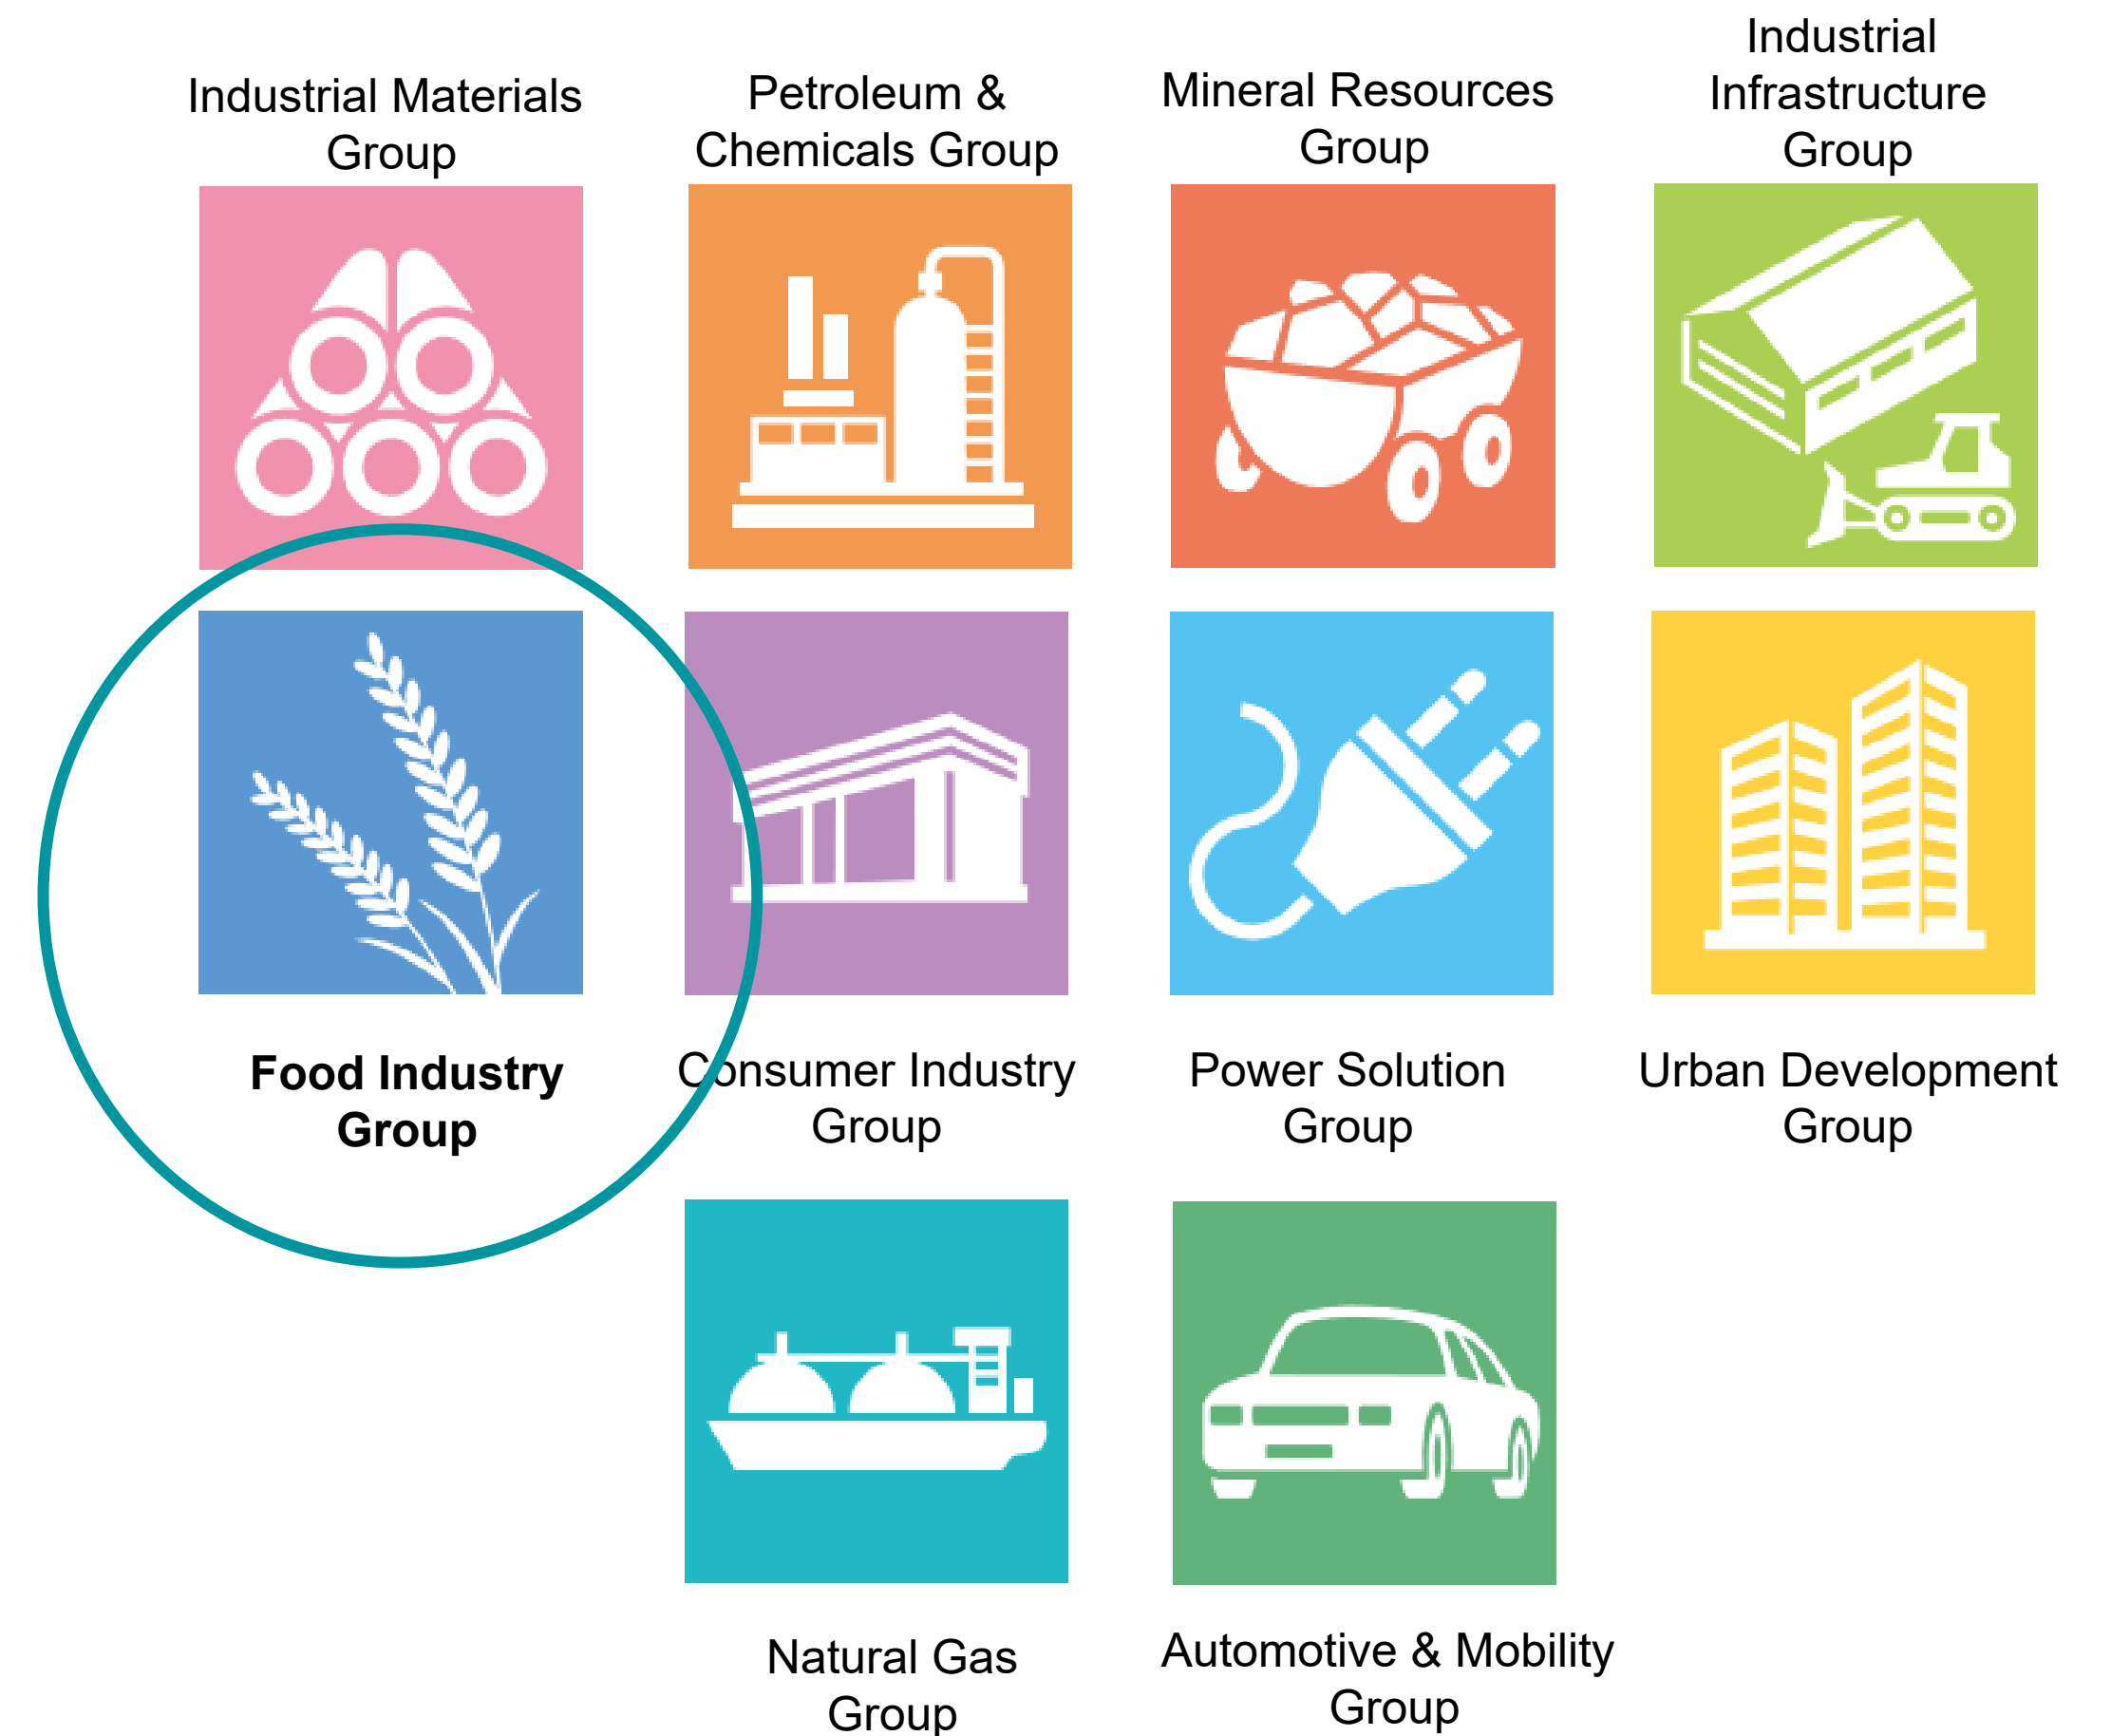 Industrial Materials
Group
Petroleum &
Chemicals Group
Mineral Resources
Group
Industrial
Infrastructure
Group
Food Industry
Group
Consumer Industry
Group
Power Solution
Group
Urban Development
Group
Natural Gas
Group
Automotive & Mobility
Group